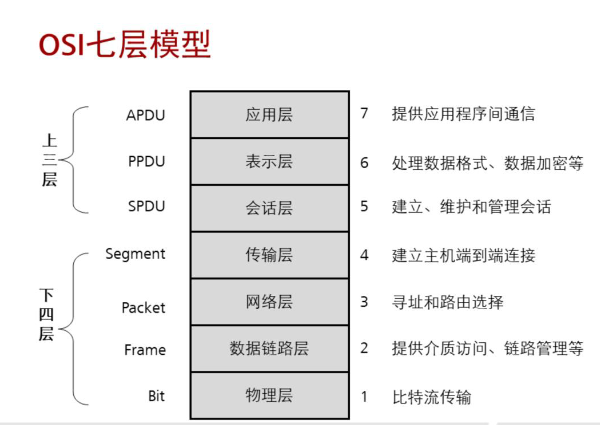 OSI七层模型
上三层
APDU 应用层 7 提供应用程序间通信
PPDU 表示层 6 处理数据格式、数据加密等
SPDU 会话层 5 建立、维护和管理会话
下四层
Segment 传输层 4 建立主机端到端连接
Packet 网络层 3 寻址和路由选择
Frame 数据链路层 2 提供介质访问、链路管理等
Bit 物理层 1 比特流传输